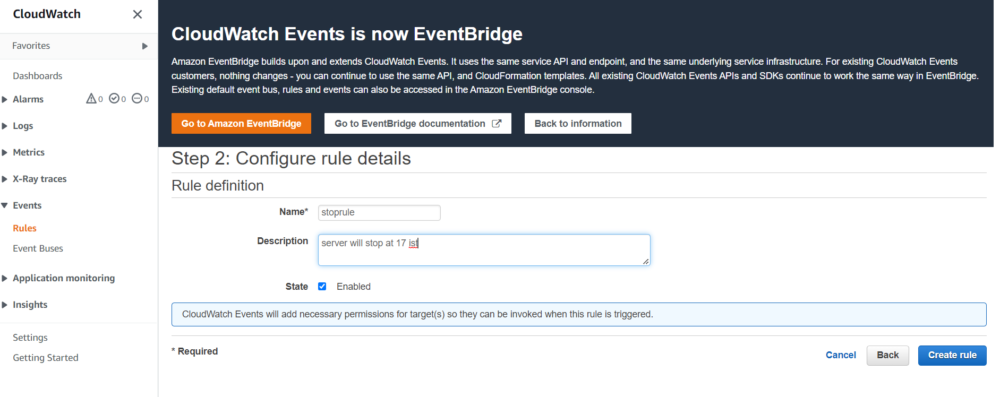 CloudWatch
Favorites
Dashboards
Alarms 0 0 0
Logs
Metrics
X-Ray traces
Events
Rules
Event Buses
Application monitoring
Insights
Settings
Getting Started
CloudWatch Events is now EventBridge
Amazon EventBridge builds upon and extends CloudWatch Events. It uses the same service API and endpoint, and the same underlying service infrastructure. For existing CloudWatch Events
customers, nothing changes - you can continue to use the same API, and CloudFormation templates. All existing CloudWatch Events APIs and SDKs continue to work the same way in EventBridge.
Existing default event bus, rules and events can also be accessed in the Amazon EventBridge console.
Go to Amazon EventBridge Go to EventBridge documentation Back to information
Step 2: Configure rule details
Rule definition
Name* stoprule
Description server will stop at 17 ist
State Enabled
CloudWatch Events will add necessary permissions for target(s) so they can be invoked when this rule is triggered.
* Required
Cancel Back Create rule